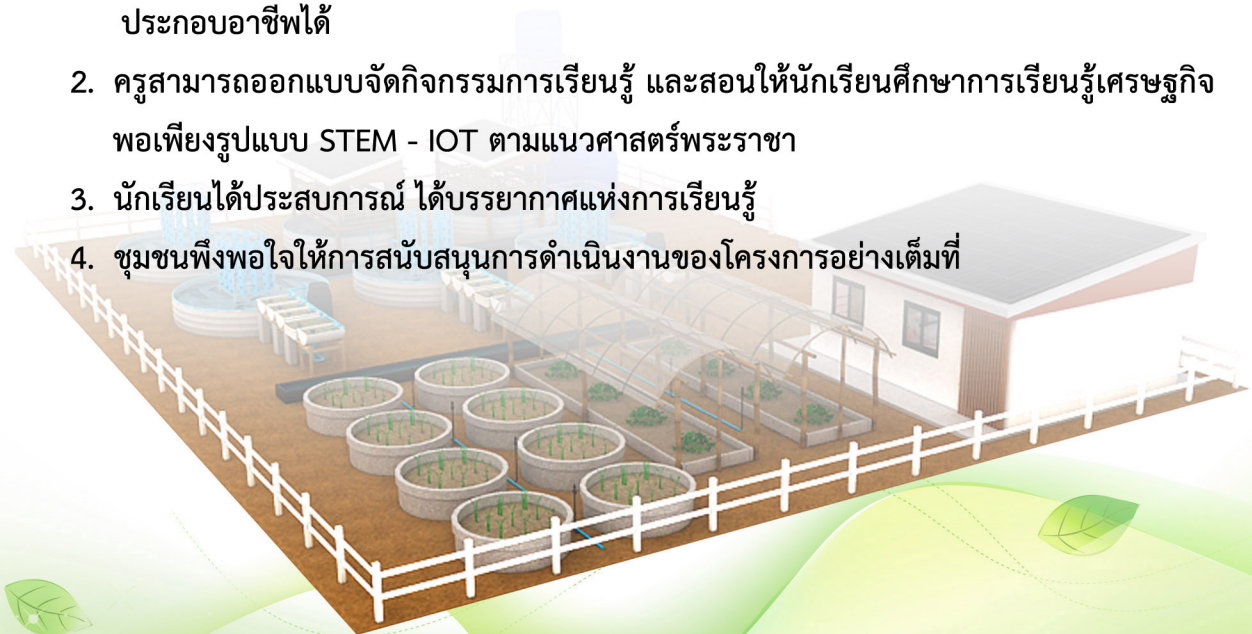 ประกอบอาชีพได้
2. ครูสามารถออกแบบจัดกิจกรรมการเรียนรู้ และสอนให้นักเรียนศึกษาการเรียนรู้เศรษฐกิจ
พอเพียงรูปแบบ STEM - IOT ตามแนวศาสตร์พระราชา
3. นักเรียนได้ประสบการณ์ ได้บรรยากาศแห่งการเรียนรู้
4. ชุมชนพึงพอใจให้การสนับสนุนการดำเนินงานของโครงการอย่างเต็มที่